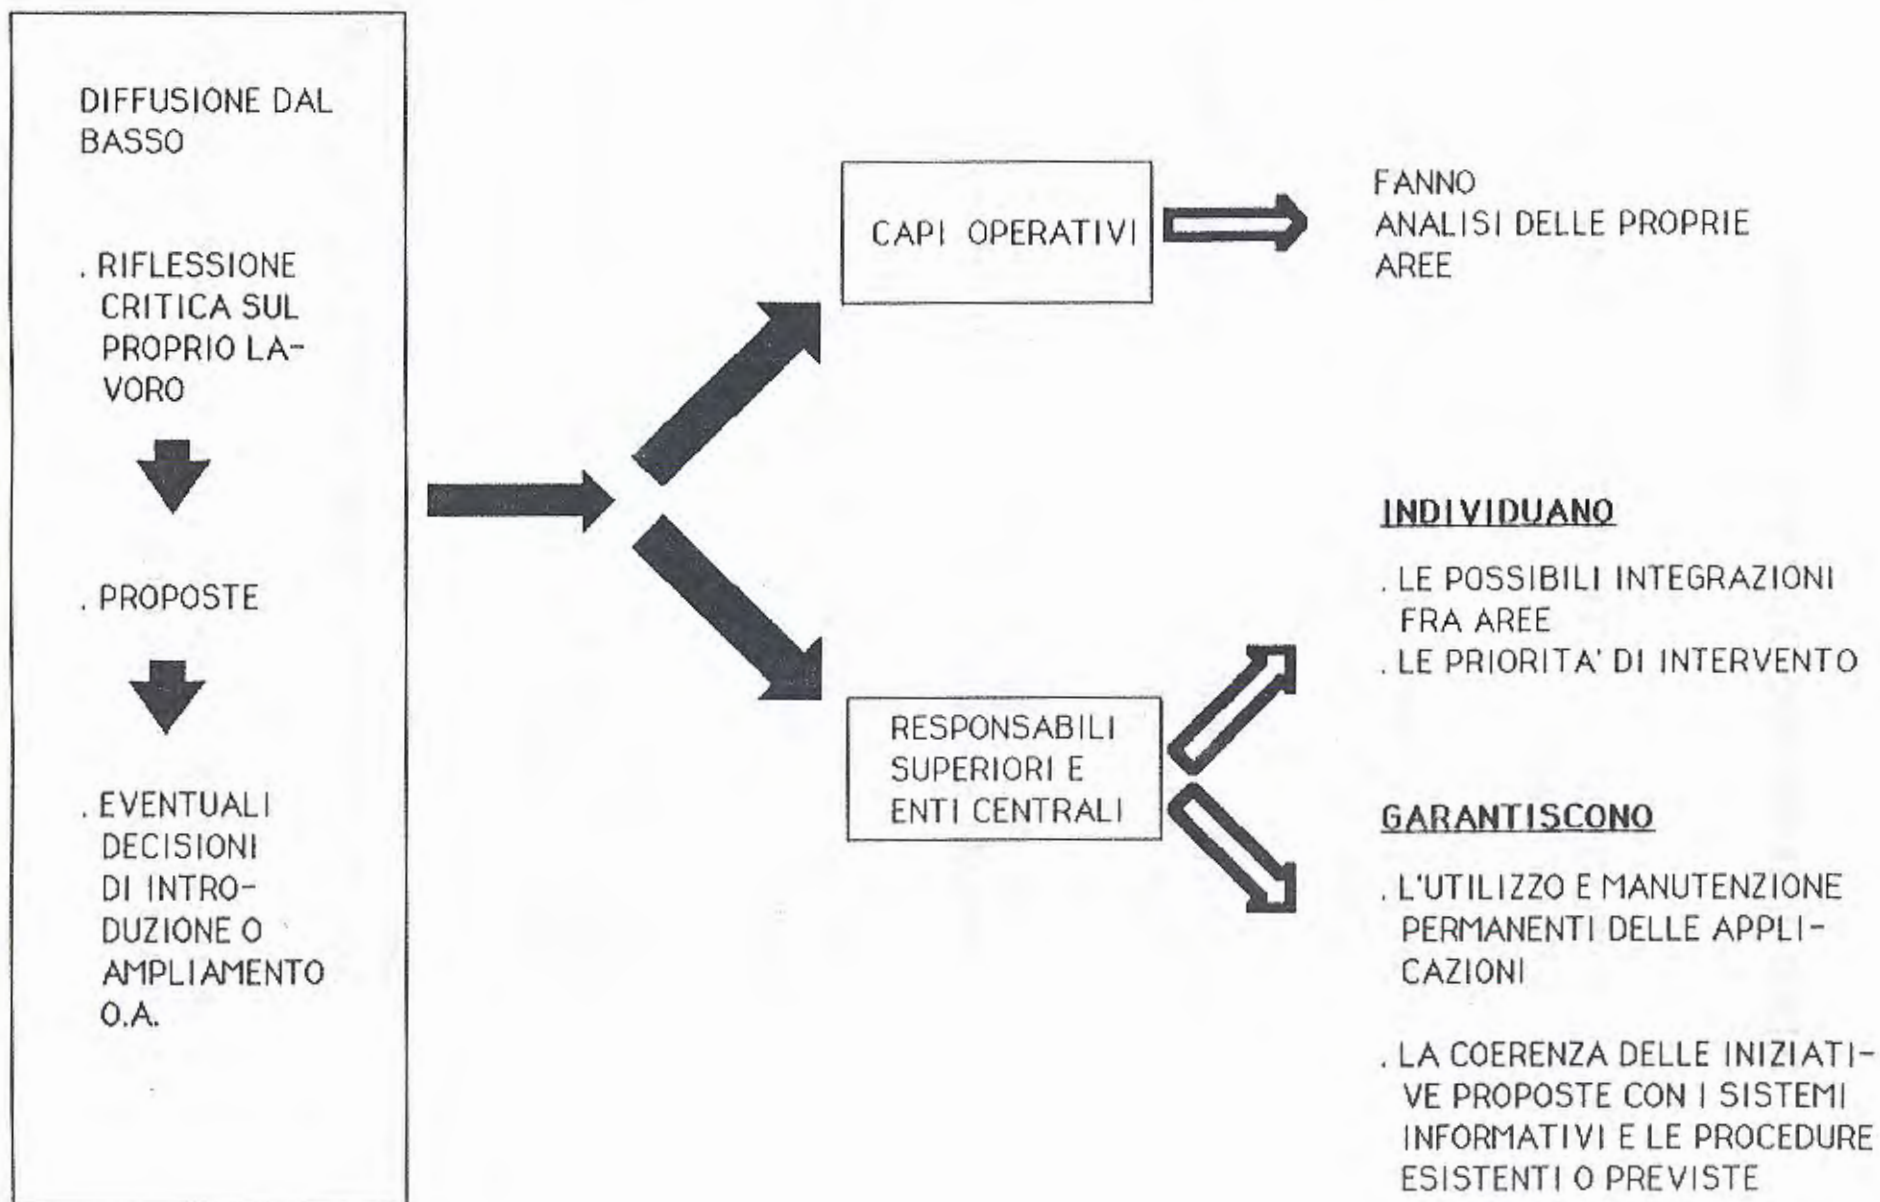 DIFFUSIONE DAL
BASSO
. RIFLESSIONE
CRITICA SUL
PROPRIO LA-
VORO
. PROPOSTE
. EVENTUALI
DECISIONI
DI INTRO-
DUZIONE O
AMPLIAMENTO
O.A.
CAPI OPERATIVI
FANNO
ANALISI DELLE PROPRIE
AREE
RESPONSABILI
SUPERIORI E
ENTI CENTRALI
INDIVIDUANO
. LE POSSIBILI INTEGRAZIONI
FRA AREE
. LE PRIORITA' DI INTERVENTO
GARANTISCONO
. L'UTILIZZO E MANUTENZIONE
PERMANENTI DELLE APPLI-
CAZIONI
. LA COERENZA DELLE INIZIATI-
VE PROPOSTE CON I SISTEMI
INFORMATIVI E LE PROCEDURE
ESISTENTI O PREVISTE